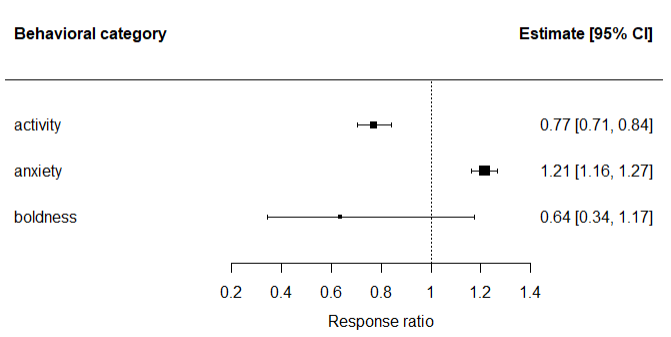 Behavioral category Estimate [95% CI]
activity 0.77 [0.71, 0.84]
anxiety 1.21 [1.16, 1.27]
boldness 0.64 [0.34, 1.17]
0.2 0.4 0.6 0.8 1 1.2 1.4
Response ratio